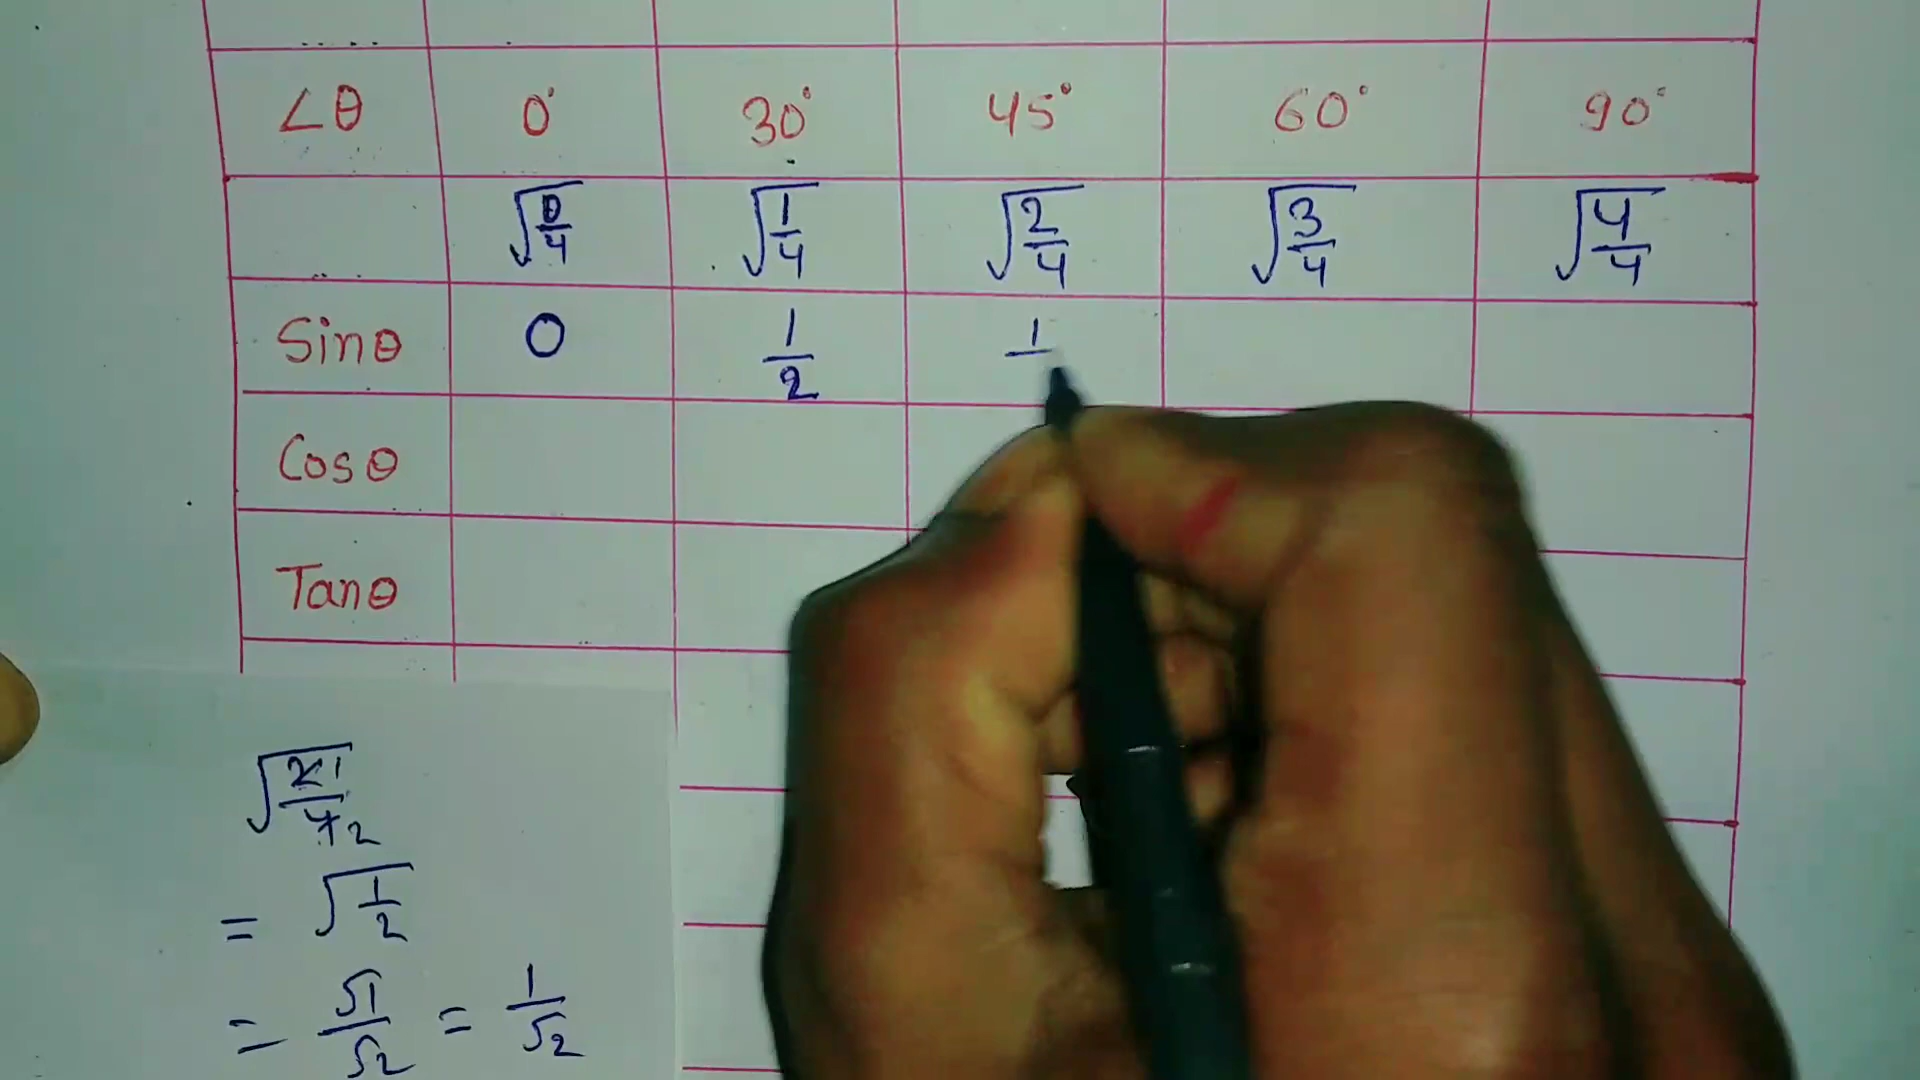 ∠θ 0° 30° 45° 60° 90°
√0/4 √1/4 √2/4 √3/4 √4/4
Sinθ 0 1/2 1/
Cosθ
Tanθ
√2̸1/4̸2
= √1/2
= √1/√2 = 1/√2